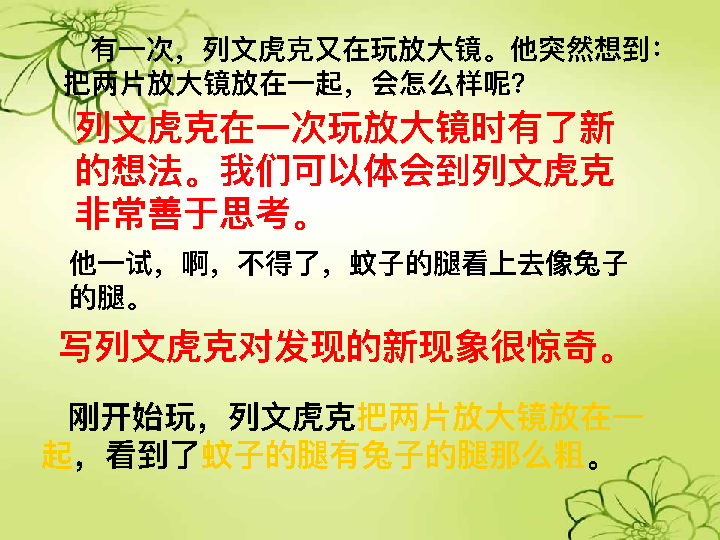 有一次，列文虎克又在玩放大镜。他突然想到：
把两片放大镜放在一起，会怎么样呢？
列文虎克在一次玩放大镜时有了新
的想法。我们可以体会到列文虎克
非常善于思考。
他一试，啊，不得了，蚊子的腿看上去像兔子
的腿。
写列文虎克对发现的新现象很惊奇。
刚开始玩，列文虎克把两片放大镜放在一
起，看到了蚊子的腿有兔子的腿那么粗。